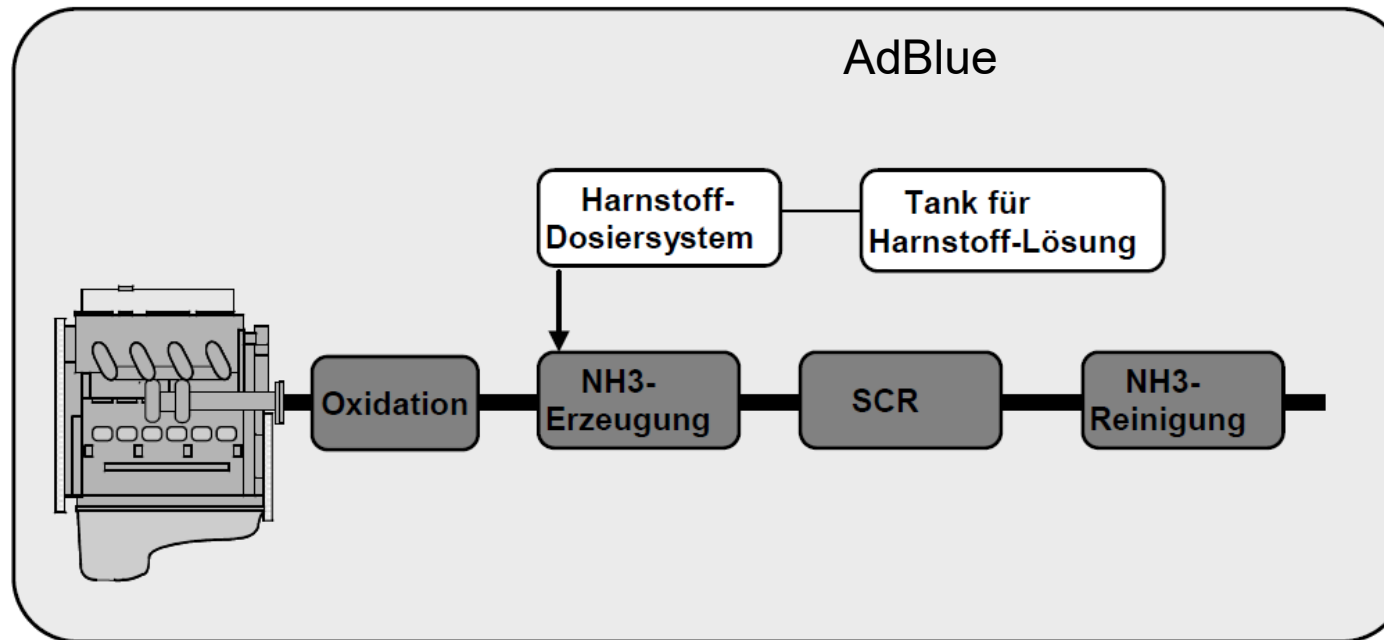 AdBlue
Harnstoff-
Dosiersystem
Tank für
Harnstoff-Lösung
Oxidation
NH3-
Erzeugung
SCR
NH3-
Reinigung